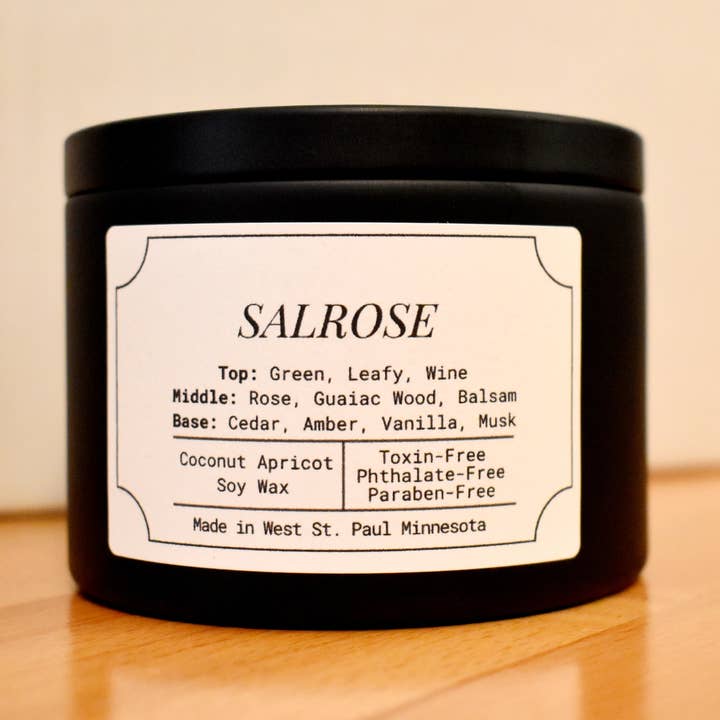 SALROSE
Top: Green, Leafy, Wine
Middle: Rose, Guaiac Wood, Balsam
Base: Cedar, Amber, Vanilla, Musk
Coconut Apricot
Soy Wax
Toxin-Free
Phthalate-Free
Paraben-Free
Made in West St. Paul Minnesota